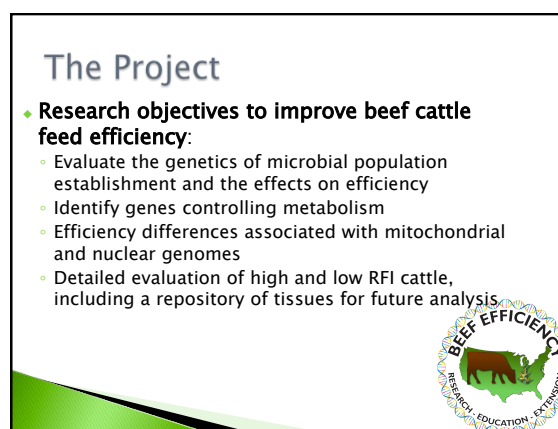 The Project
Research objectives to improve beef cattle
feed efficiency:
Evaluate the genetics of microbial population
establishment and the effects on efficiency
Identify genes controlling metabolism
Efficiency differences associated with mitochondrial
and nuclear genomes
Detailed evaluation of high and low RFI cattle,
including a repository of tissues for future analysis
BEEF EFFICIENCY
RESEARCH - EDUCATION - EXTENSION